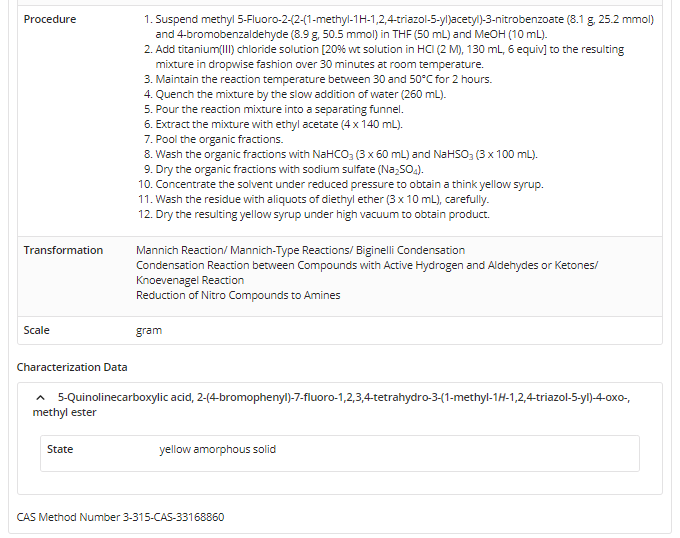 Procedure
1. Suspend methyl 5-Fluoro-2-(2-(1-methyl-1H-1,2,4-triazol-5-yl)acetyl)-3-nitrobenzoate (8.1 g, 25.2 mmol)
and 4-bromobenzaldehyde (8.9 g, 50.5 mmol) in THF (50 mL) and MeOH (10 mL).
2. Add titanium(III) chloride solution [20% wt solution in HCl (2 M), 130 mL, 6 equiv] to the resulting
mixture in dropwise fashion over 30 minutes at room temperature.
3. Maintain the reaction temperature between 30 and 50°C for 2 hours.
4. Quench the mixture by the slow addition of water (260 mL).
5. Pour the reaction mixture into a separating funnel.
6. Extract the mixture with ethyl acetate (4 x 140 mL).
7. Pool the organic fractions.
8. Wash the organic fractions with NaHCO₃ (3 x 60 mL) and NaHSO₃ (3 x 100 mL).
9. Dry the organic fractions with sodium sulfate (Na₂SO₄).
10. Concentrate the solvent under reduced pressure to obtain a think yellow syrup.
11. Wash the residue with aliquots of diethyl ether (3 x 10 mL), carefully.
12. Dry the resulting yellow syrup under high vacuum to obtain product.
Transformation
Mannich Reaction/ Mannich-Type Reactions/ Biginelli Condensation
Condensation Reaction between Compounds with Active Hydrogen and Aldehydes or Ketones/
Knoevenagel Reaction
Reduction of Nitro Compounds to Amines
Scale
gram
Characterization Data
5-Quinolinecarboxylic acid, 2-(4-bromophenyl)-7-fluoro-1,2,3,4-tetrahydro-3-(1-methyl-1H-1,2,4-triazol-5-yl)-4-oxo-,
methyl ester
State
yellow amorphous solid
CAS Method Number 3-315-CAS-33168860